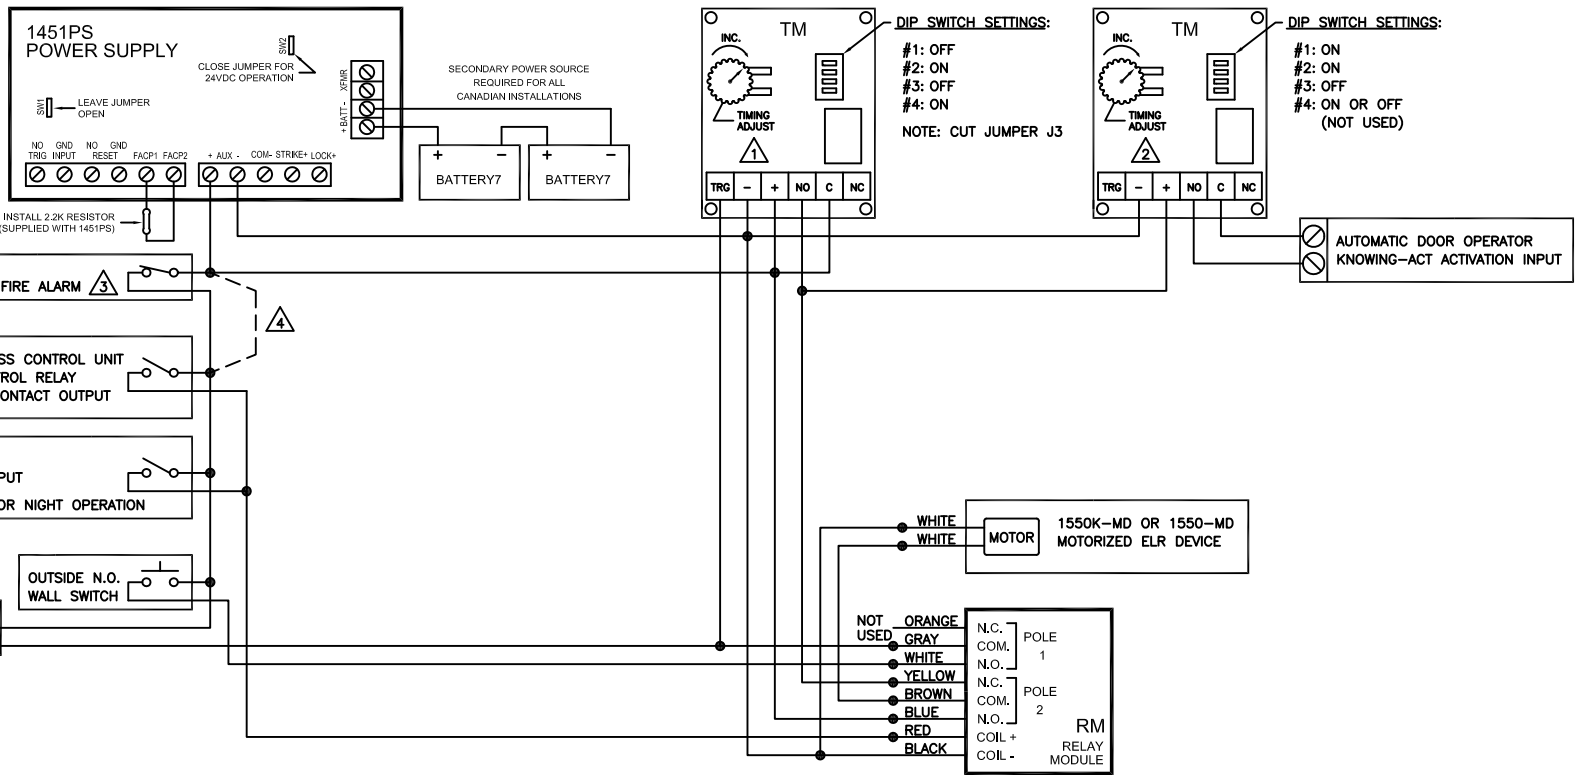 1451PS
POWER SUPPLY
SW2
CLOSE JUMPER FOR
24VDC OPERATION
SW1
LEAVE JUMPER
OPEN
XFMR
+ BATT -
NO GND NO GND
TRIG INPUT RESET FACP1 FACP2
+ AUX - COM- STRIKE+ LOCK+
INSTALL 2.2K RESISTOR
(SUPPLIED WITH 1451PS)
SECONDARY POWER SOURCE
REQUIRED FOR ALL
CANADIAN INSTALLATIONS
+ - + -
BATTERY7 BATTERY7
TM
INC.
TIMING
ADJUST
1
TRG - + NO C NC
DIP SWITCH SETTINGS:
#1: OFF
#2: ON
#3: OFF
#4: ON
NOTE: CUT JUMPER J3
TM
INC.
TIMING
ADJUST
2
TRG - + NO C NC
DIP SWITCH SETTINGS:
#1: ON
#2: ON
#3: OFF
#4: ON OR OFF
(NOT USED)
AUTOMATIC DOOR OPERATOR
KNOWING-ACT ACTIVATION INPUT
FIRE ALARM 3
4
SS CONTROL UNIT
TROL RELAY
ONTACT OUTPUT
PUT
OR NIGHT OPERATION
OUTSIDE N.O.
WALL SWITCH
WHITE
WHITE
MOTOR
1550K-MD OR 1550-MD
MOTORIZED ELR DEVICE
NOT
USED
ORANGE N.C.
GRAY COM.
WHITE N.O.
POLE
1
YELLOW N.C.
BROWN COM.
BLUE N.O.
POLE
2
RED COIL +
BLACK COIL -
RM
RELAY
MODULE